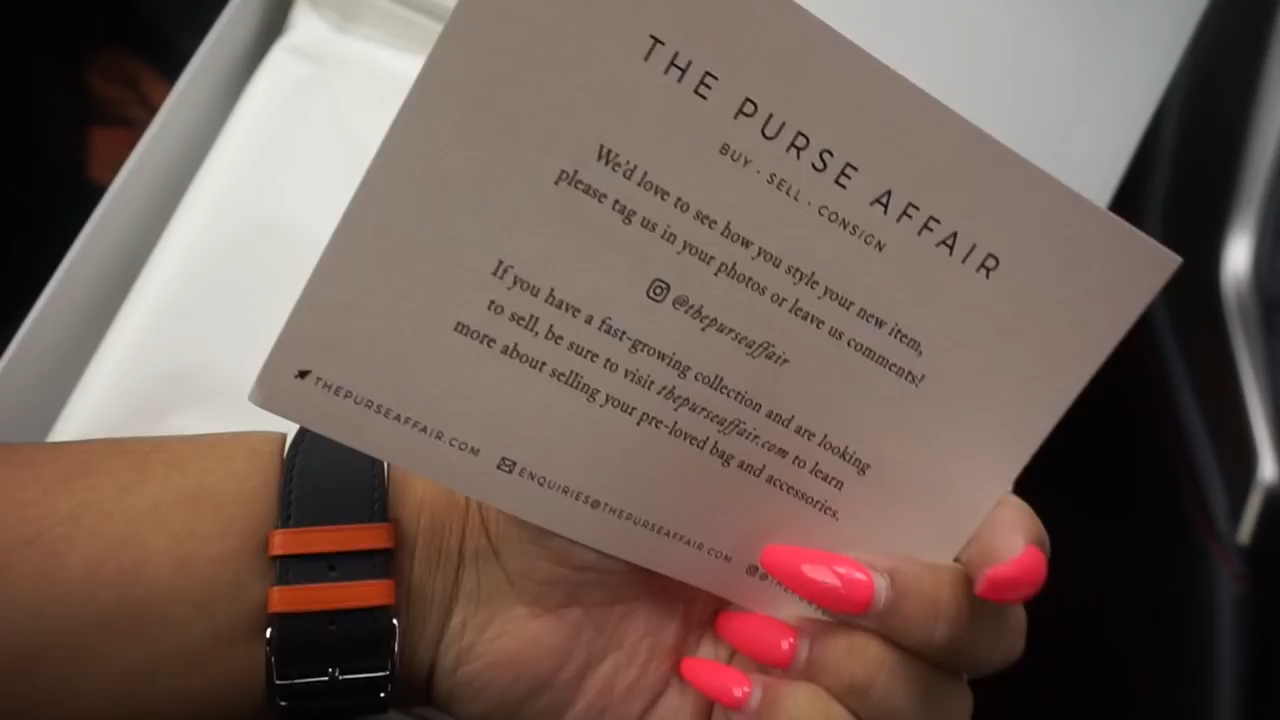 THE PURSE AFFAIR
BUY · SELL · CONSIGN
We'd love to see how you style your new item,
please tag us in your photos or leave us comments!
@thepurseaffair
If you have a fast-growing collection and are looking
to sell, be sure to visit thepurseaffair.com to learn
more about selling your pre-loved bag and accessories.
THEPURSEAFFAIR.COM ENQUIRIES@THEPURSEAFFAIR.COM